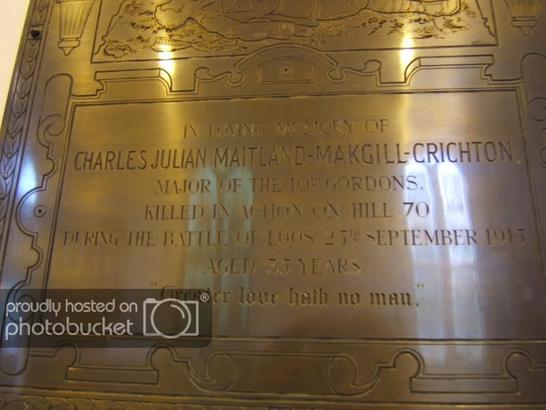 IN LOVING MEMORY OF
CHARLES JULIAN MAITLAND-MAKGILL-CRICHTON,
MAJOR OF THE 10TH GORDONS.
KILLED IN ACTION ON HILL 70
DURING THE BATTLE OF LOOS 25TH SEPTEMBER 1915
AGED 35 YEARS.
"Greater love hath no man."
proudly hosted on
photobucket ®